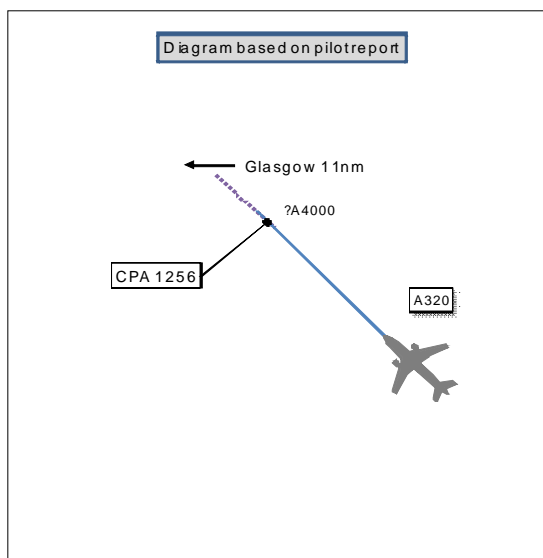 Diagram based on pilot report
Glasgow 11nm
?A4000
CPA 1256
A320